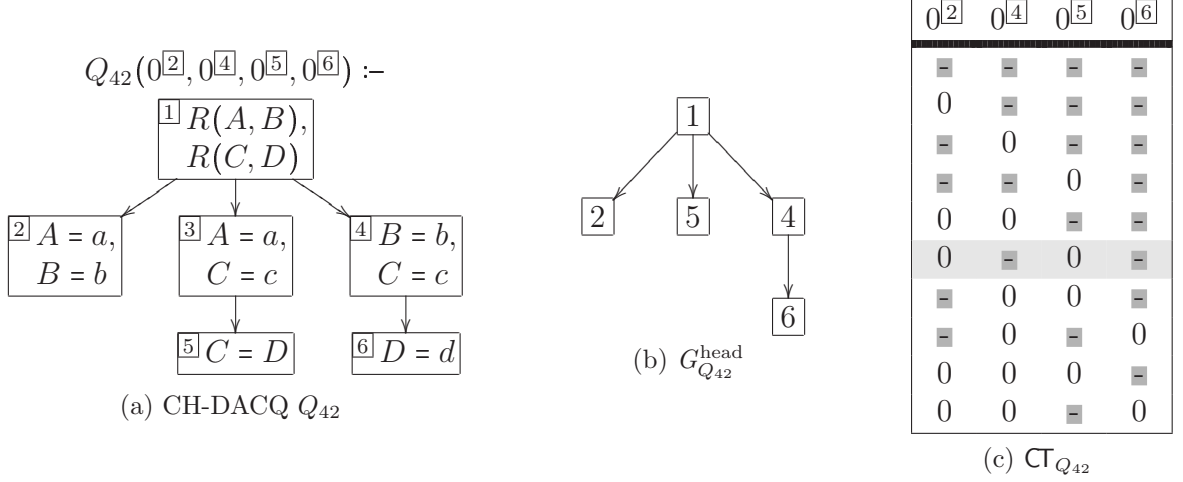 Q₄₂(0^[2], 0^[4], 0^[5], 0^[6]) :–
[1] R(A, B),
R(C, D)
[2] A = a,
B = b
[3] A = a,
C = c
[4] B = b,
C = c
[5] C = D
[6] D = d
(a) CH-DACQ Q₄₂
1
2 5 4
6
(b) G^head_Q₄₂
0^[2] 0^[4] 0^[5] 0^[6]
- - - -
0 - - -
- 0 - -
- - 0 -
0 0 - -
0 - 0 -
- 0 0 -
- 0 - 0
0 0 0 -
0 0 - 0
(c) CT_Q₄₂